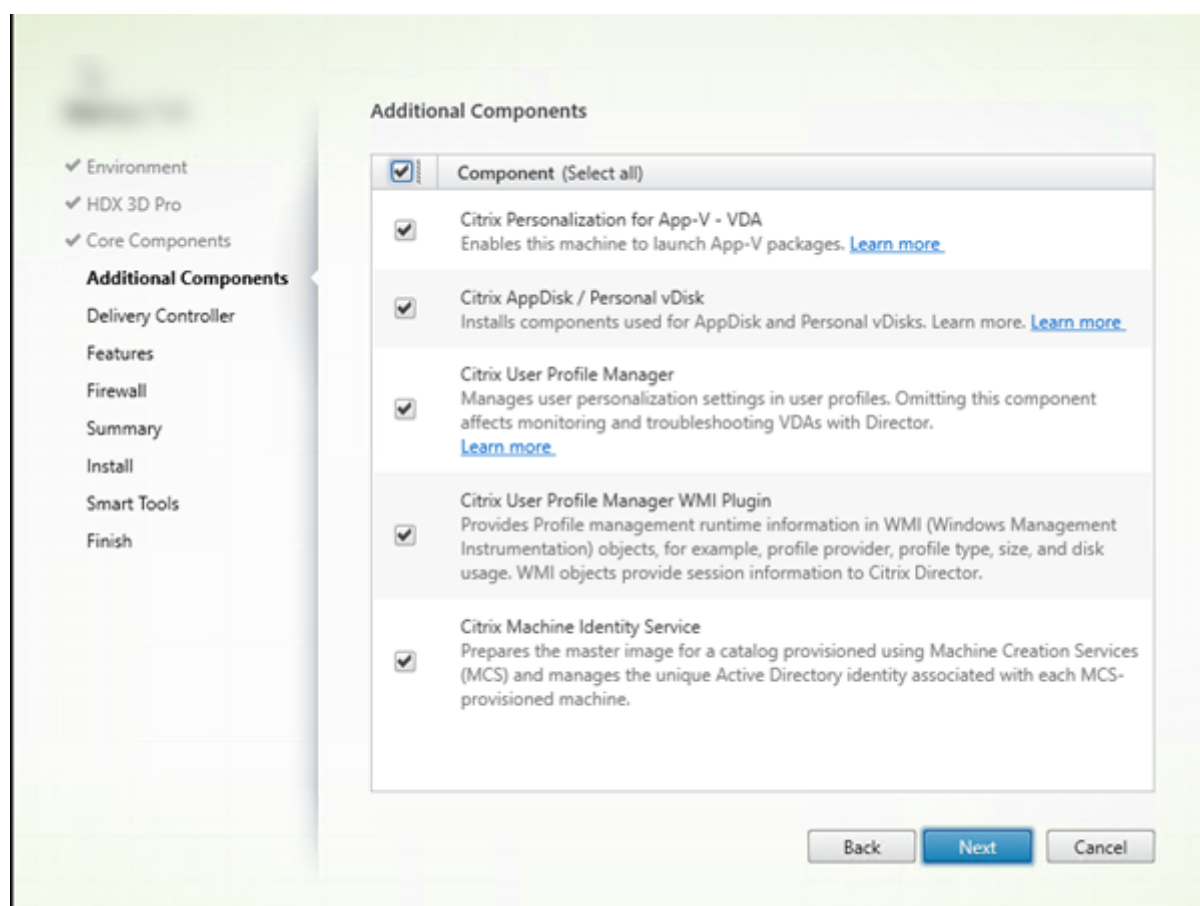 Additional Components
Environment
HDX 3D Pro
Core Components
Additional Components
Delivery Controller
Features
Firewall
Summary
Install
Smart Tools
Finish
Component (Select all)
Citrix Personalization for App-V - VDA
Enables this machine to launch App-V packages. Learn more
Citrix AppDisk / Personal vDisk
Installs components used for AppDisk and Personal vDisks. Learn more. Learn more
Citrix User Profile Manager
Manages user personalization settings in user profiles. Omitting this component
affects monitoring and troubleshooting VDAs with Director.
Learn more
Citrix User Profile Manager WMI Plugin
Provides Profile management runtime information in WMI (Windows Management
Instrumentation) objects, for example, profile provider, profile type, size, and disk
usage. WMI objects provide session information to Citrix Director.
Citrix Machine Identity Service
Prepares the master image for a catalog provisioned using Machine Creation Services
(MCS) and manages the unique Active Directory identity associated with each MCS-
provisioned machine.
Back
Next
Cancel